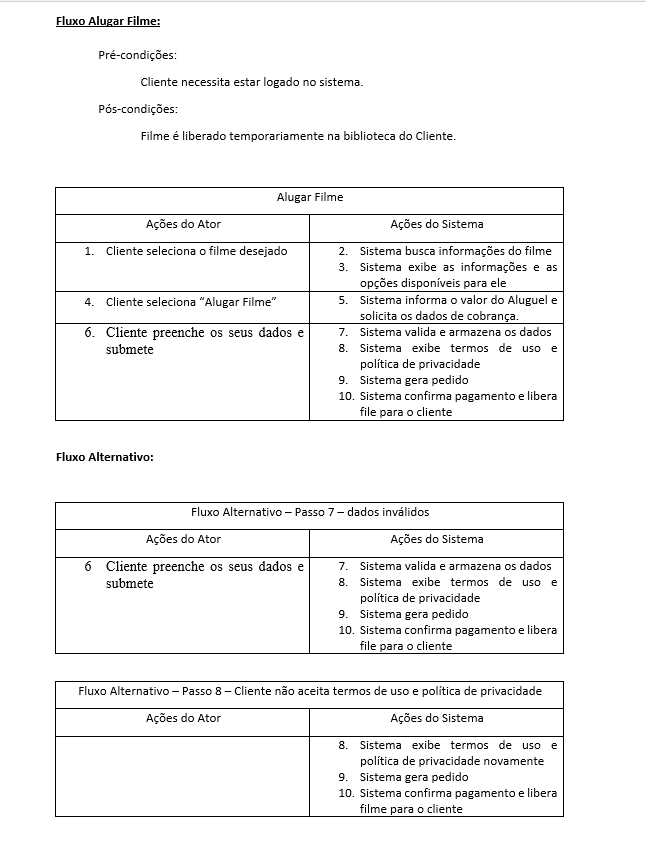 Fluxo Alugar Filme:
Pré-condições:
Cliente necessita estar logado no sistema.
Pós-condições:
Filme é liberado temporariamente na biblioteca do Cliente.
Alugar Filme
Ações do Ator
Ações do Sistema
1. Cliente seleciona o filme desejado
2. Sistema busca informações do filme
3. Sistema exibe as informações e as
opções disponíveis para ele
4. Cliente seleciona “Alugar Filme”
5. Sistema informa o valor do Aluguel e
solicita os dados de cobrança.
6. Cliente preenche os seus dados e
submete
7. Sistema valida e armazena os dados
8. Sistema exibe termos de uso e
política de privacidade
9. Sistema gera pedido
10. Sistema confirma pagamento e libera
file para o cliente
Fluxo Alternativo:
Fluxo Alternativo – Passo 7 – dados inválidos
Ações do Ator
Ações do Sistema
6 Cliente preenche os seus dados e
submete
7. Sistema valida e armazena os dados
8. Sistema exibe termos de uso e
política de privacidade
9. Sistema gera pedido
10. Sistema confirma pagamento e libera
file para o cliente
Fluxo Alternativo – Passo 8 – Cliente não aceita termos de uso e política de privacidade
Ações do Ator
Ações do Sistema
8. Sistema exibe termos de uso e
política de privacidade novamente
9. Sistema gera pedido
10. Sistema confirma pagamento e libera
filme para o cliente